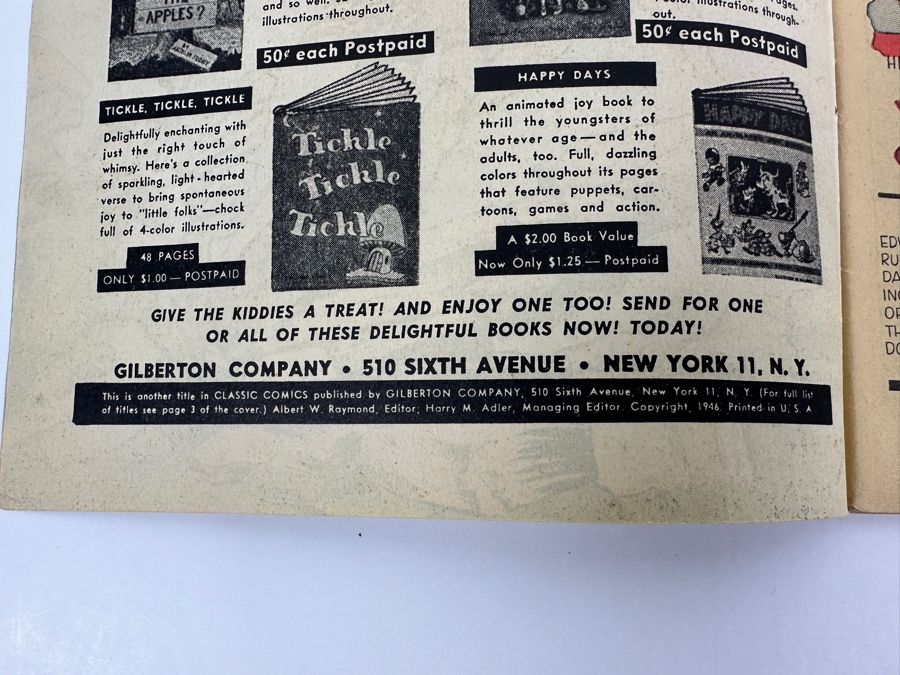 THE
APPLES?
and so well.
illustrations throughout.
50¢ each Postpaid
illustrations through-
out.
50¢ each Postpaid
TICKLE, TICKLE, TICKLE
Delightfully enchanting with
just the right touch of
whimsy. Here's a collection
of sparkling, light-hearted
verse to bring spontaneous
joy to "little folks"—chock
full of 4-color illustrations.
48 PAGES
ONLY $1.00 — POSTPAID
Tickle
Tickle
Tickle
HAPPY DAYS
An animated joy book to
thrill the youngsters of
whatever age—and the
adults, too. Full, dazzling
colors throughout its pages
that feature puppets, car-
toons, games and action.
A $2.00 Book Value
Now Only $1.25 — Postpaid
HAPPY DAYS
GIVE THE KIDDIES A TREAT! AND ENJOY ONE TOO! SEND FOR ONE
OR ALL OF THESE DELIGHTFUL BOOKS NOW! TODAY!
GILBERTON COMPANY • 510 SIXTH AVENUE • NEW YORK 11, N. Y.
This is another title in CLASSIC COMICS published by GILBERTON COMPANY, 510 Sixth Avenue, New York 11, N. Y. (For full list
of titles see page 3 of the cover.) Albert W. Raymond, Editor; Harry M. Adler, Managing Editor. Copyright, 1946. Printed in U. S. A